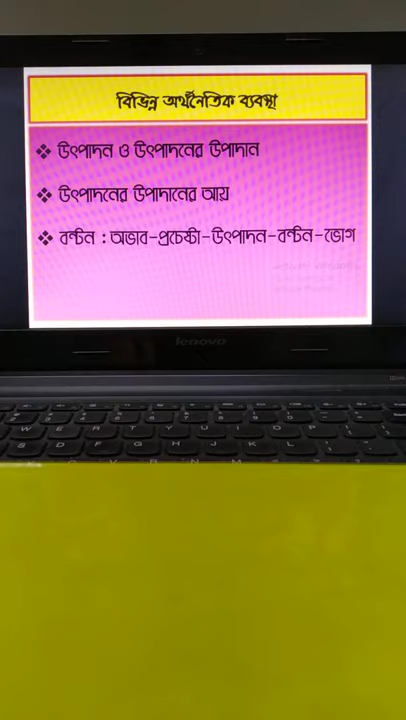 বিভিন্ন অর্থনৈতিক ব্যবস্থা
❖ উৎপাদন ও উৎপাদনের উপাদান
❖ উৎপাদনের উপাদানের আয়
❖ বণ্টন : অভাব-প্রচেষ্টা-উৎপাদন-বণ্টন-ভোগ
lenovo
W E R T Y U I O P
S D F G H J K L